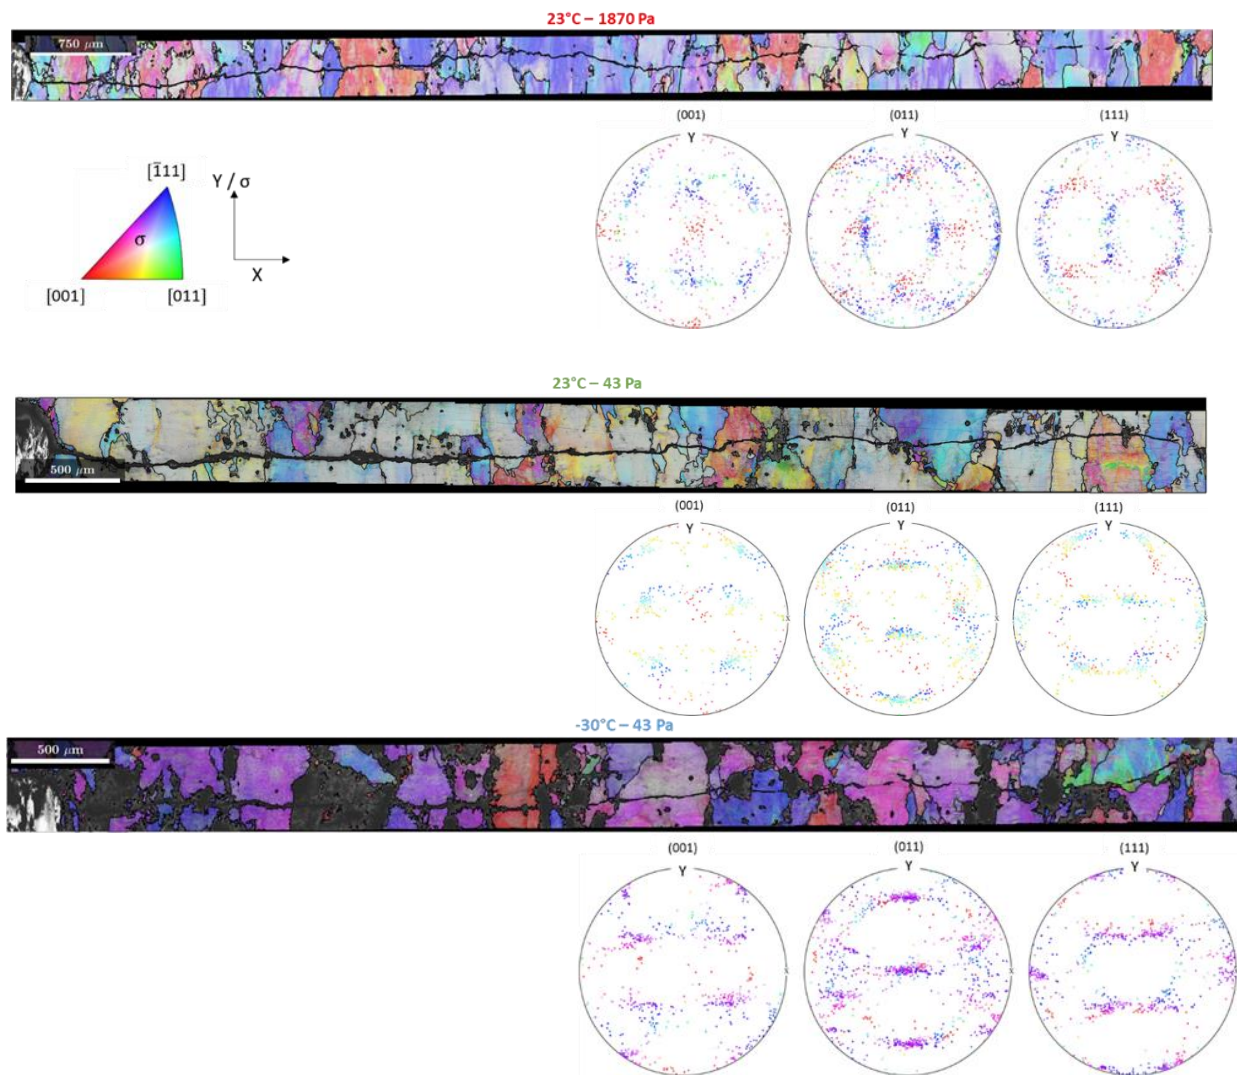 23°C – 1870 Pa
750 μm
(001) (011) (111)
Y Y Y
[1̅11] Y / σ
σ
X X X
X
[001] [011]
23°C – 43 Pa
500 μm
(001) (011) (111)
Y Y Y
X X X
-30°C – 43 Pa
500 μm
(001) (011) (111)
Y Y Y
X X X